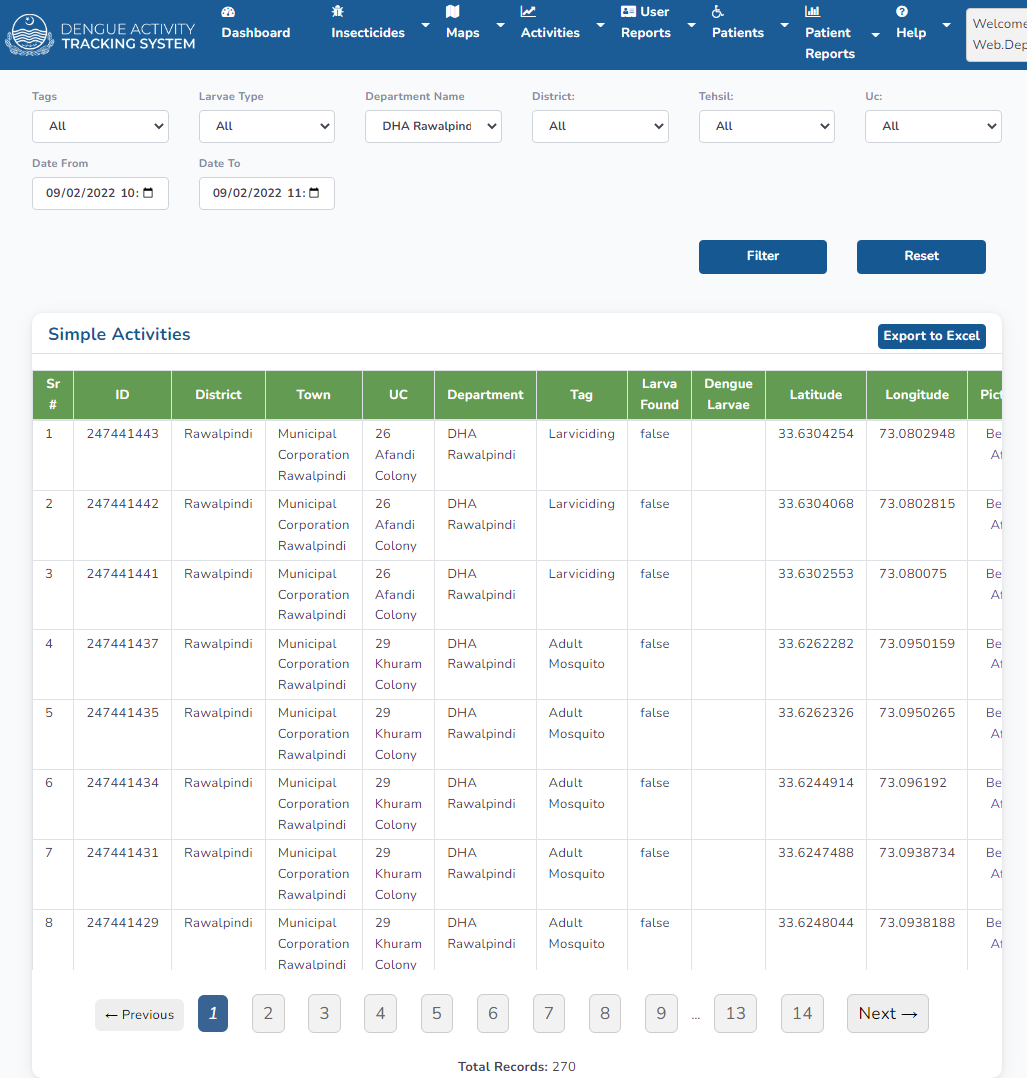 DENGUE ACTIVITY
TRACKING SYSTEM
Dashboard
Insecticides
Maps
Activities
User
Reports
Patients
Patient
Reports
Help
Welcome
Web.Dep
Tags
Larvae Type
Department Name
District:
Tehsil:
Uc:
All
All
DHA Rawalpind
All
All
All
Date From
Date To
09/02/2022 10:
09/02/2022 11:
Filter
Reset
Simple Activities
Export to Excel
Sr # ID District Town UC Department Tag Larva Found Dengue Larvae Latitude Longitude Pict
1 247441443 Rawalpindi Municipal 26 DHA Larviciding false 33.6304254 73.0802948 Be
Corporation Afandi Rawalpindi Af
Rawalpindi Colony
2 247441442 Rawalpindi Municipal 26 DHA Larviciding false 33.6304068 73.0802815 Be
Corporation Afandi Rawalpindi Af
Rawalpindi Colony
3 247441441 Rawalpindi Municipal 26 DHA Larviciding false 33.6302553 73.080075 Be
Corporation Afandi Rawalpindi Af
Rawalpindi Colony
4 247441437 Rawalpindi Municipal 29 DHA Adult false 33.6262282 73.0950159 Be
Corporation Khuram Rawalpindi Mosquito Af
Rawalpindi Colony
5 247441435 Rawalpindi Municipal 29 DHA Adult false 33.6262326 73.0950265 Be
Corporation Khuram Rawalpindi Mosquito Af
Rawalpindi Colony
6 247441434 Rawalpindi Municipal 29 DHA Adult false 33.6244914 73.096192 Be
Corporation Khuram Rawalpindi Mosquito Af
Rawalpindi Colony
7 247441431 Rawalpindi Municipal 29 DHA Adult false 33.6247488 73.0938734 Be
Corporation Khuram Rawalpindi Mosquito Af
Rawalpindi Colony
8 247441429 Rawalpindi Municipal 29 DHA Adult false 33.6248044 73.0938188 Be
Corporation Khuram Rawalpindi Mosquito Af
Rawalpindi Colony
← Previous 1 2 3 4 5 6 7 8 9 ... 13 14 Next →
Total Records: 270